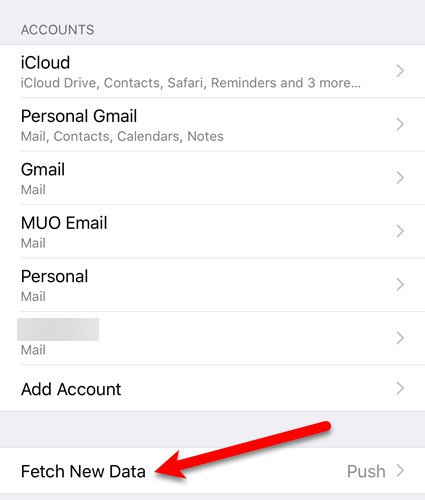 ACCOUNTS
iCloud
iCloud Drive, Contacts, Safari, Reminders and 3 more...
Personal Gmail
Mail, Contacts, Calendars, Notes
Gmail
Mail
MUO Email
Mail
Personal
Mail
Mail
Add Account
Fetch New Data Push